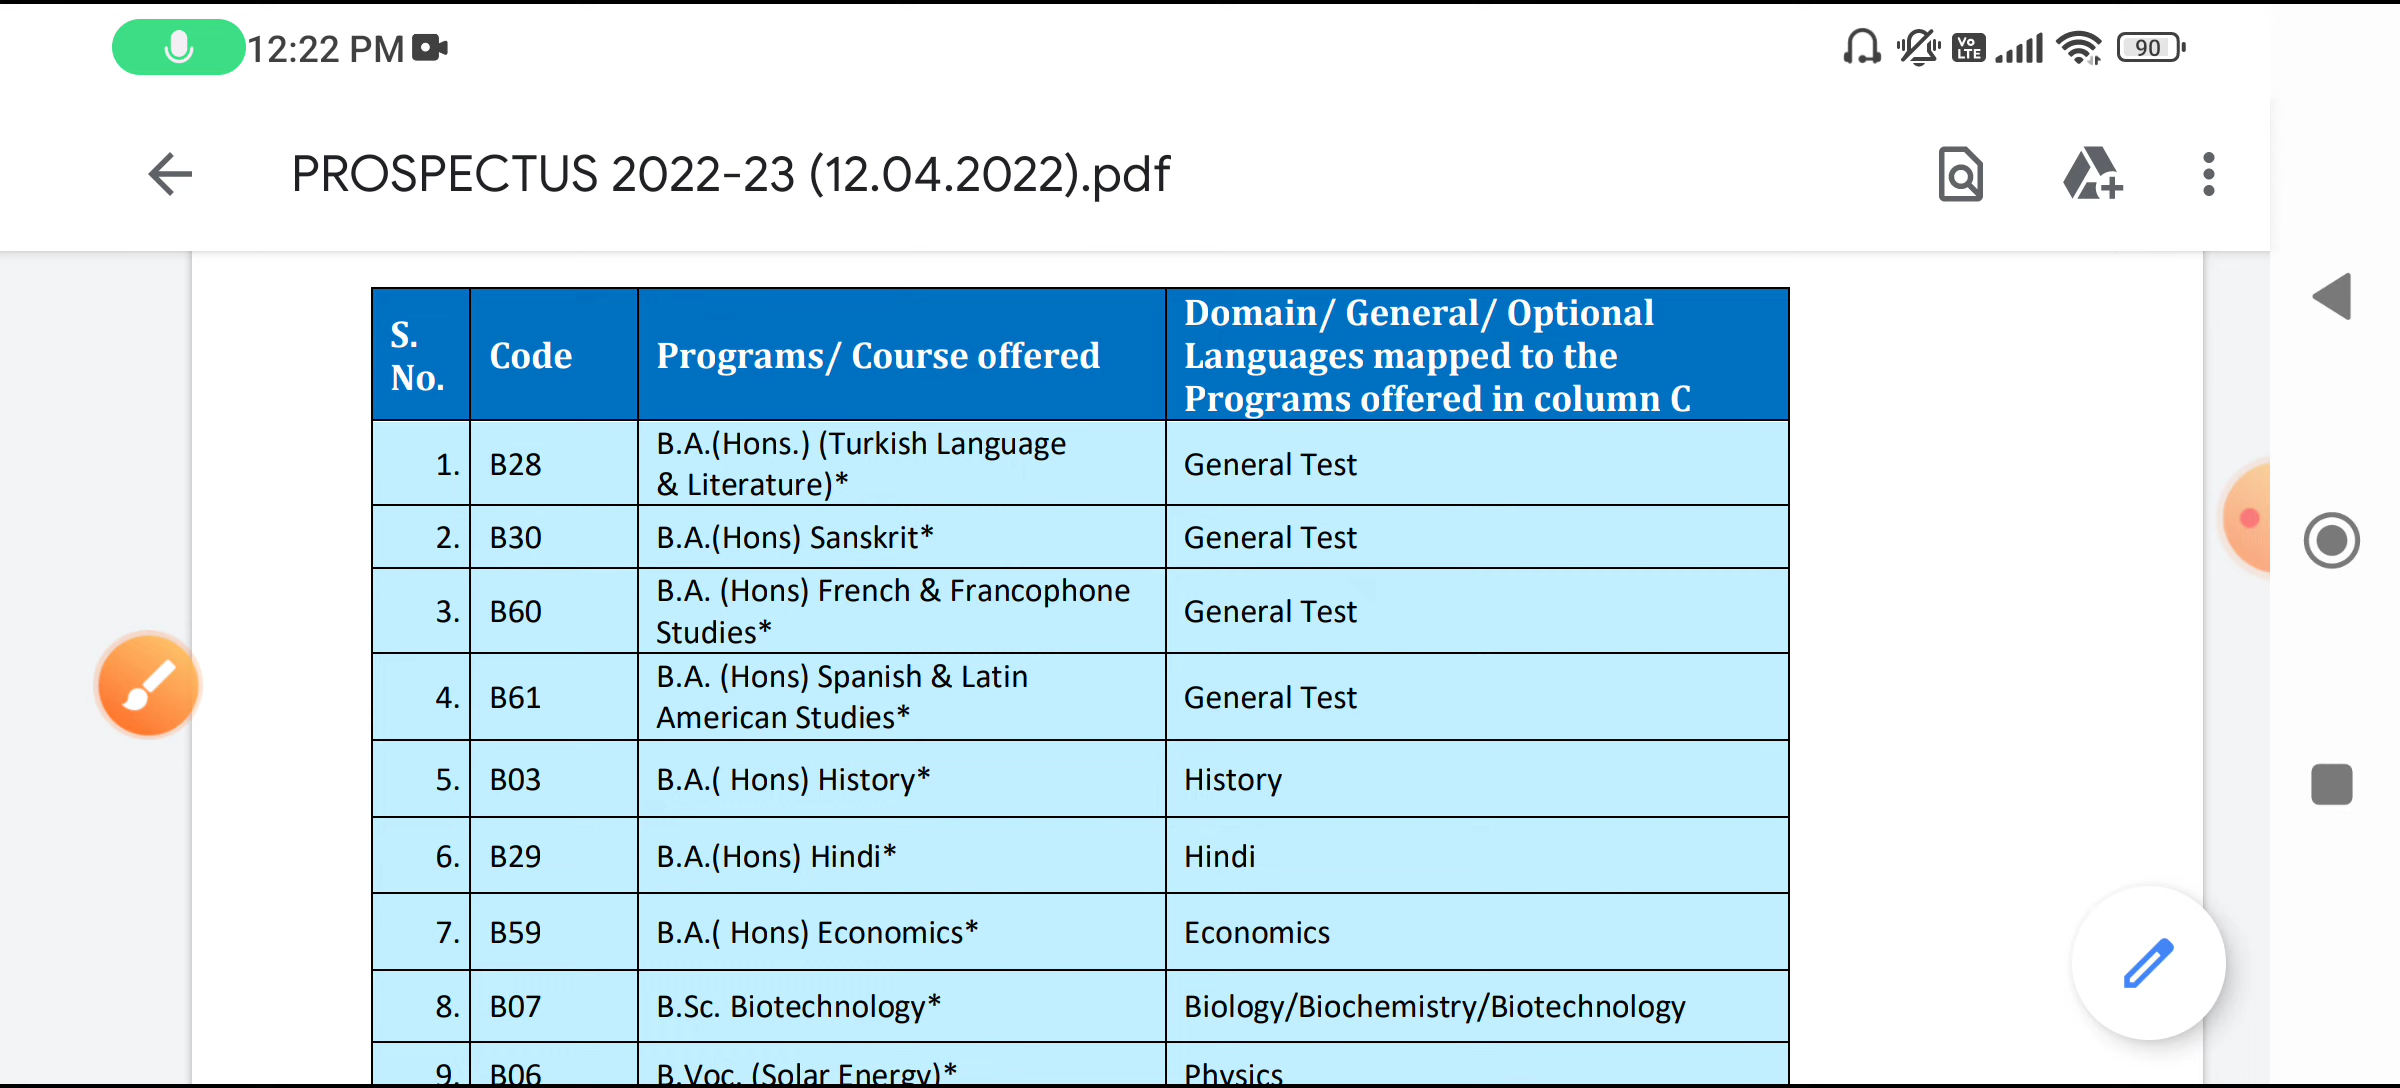 12:22 PM
Vo
LTE
90
PROSPECTUS 2022-23 (12.04.2022).pdf
S.
No.
Code
Programs/ Course offered
Domain/ General/ Optional
Languages mapped to the
Programs offered in column C
1. B28 B.A.(Hons.) (Turkish Language
& Literature)* General Test
2. B30 B.A.(Hons) Sanskrit* General Test
3. B60 B.A. (Hons) French & Francophone
Studies* General Test
4. B61 B.A. (Hons) Spanish & Latin
American Studies* General Test
5. B03 B.A.( Hons) History* History
6. B29 B.A.(Hons) Hindi* Hindi
7. B59 B.A.( Hons) Economics* Economics
8. B07 B.Sc. Biotechnology* Biology/Biochemistry/Biotechnology
9. B06 B.Voc. (Solar Energy)* Physics